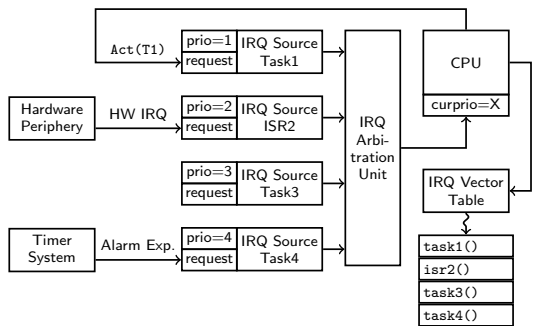 Act(T1)
prio=1
request
IRQ Source
Task1
CPU
curprio=X
Hardware
Periphery
HW IRQ
prio=2
request
IRQ Source
ISR2
IRQ
Arbi-
tration
Unit
prio=3
request
IRQ Source
Task3
IRQ Vector
Table
Timer
System
Alarm Exp.
prio=4
request
IRQ Source
Task4
task1()
isr2()
task3()
task4()